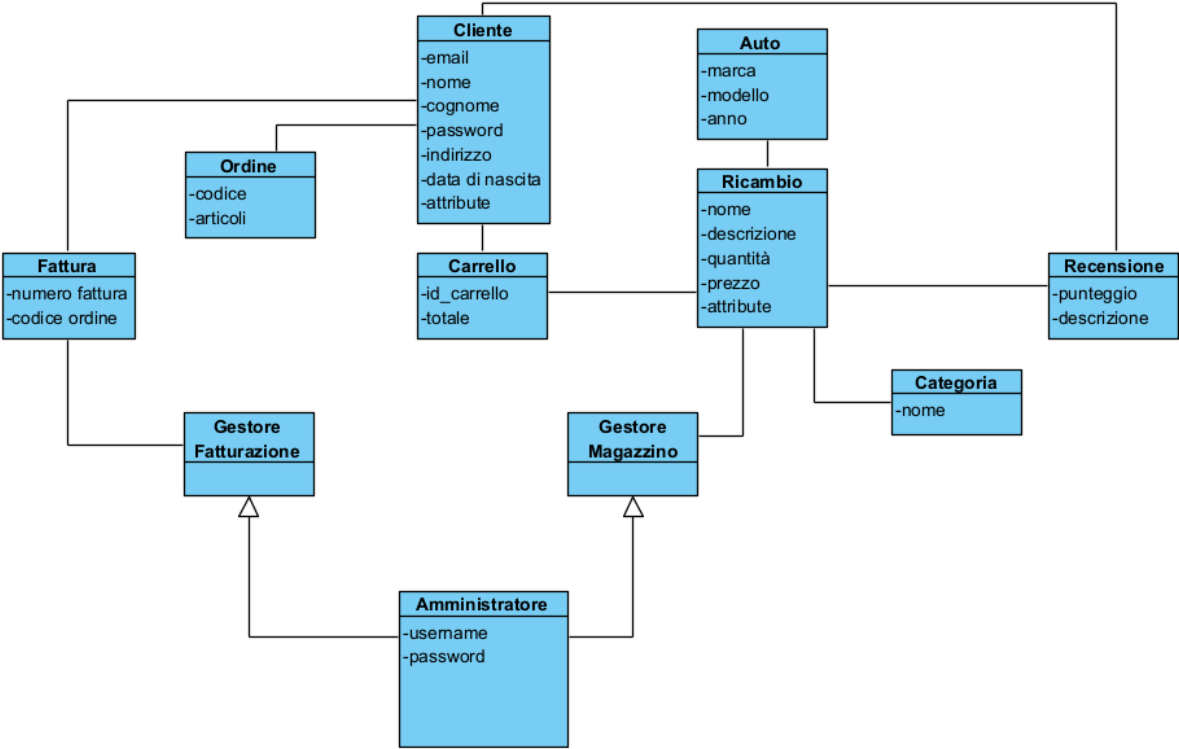 Cliente
-email
-nome
-cognome
-password
-indirizzo
-data di nascita
-attribute
Auto
-marca
-modello
-anno
Ordine
-codice
-articoli
Ricambio
-nome
-descrizione
-quantità
-prezzo
-attribute
Fattura
-numero fattura
-codice ordine
Carrello
-id_carrello
-totale
Recensione
-punteggio
-descrizione
Categoria
-nome
Gestore
Fatturazione
Gestore
Magazzino
Amministratore
-username
-password